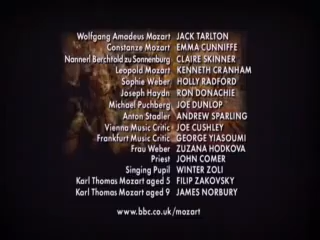 Wolfgang Amadeus Mozart JACK TARLTON
Constanze Mozart EMMA CUNNIFFE
Nannerl Berchtold zu Sonnenburg CLAIRE SKINNER
Leopold Mozart KENNETH CRANHAM
Sophie Weber HOLLY RADFORD
Joseph Haydn RON DONACHIE
Michael Puchberg JOE DUNLOP
Anton Stadler ANDREW SPARLING
Vienna Music Critic JOE CUSHLEY
Frankfurt Music Critic GEORGE YIASOUMI
Frau Weber ZUZANA HODKOVA
Priest JOHN COMER
Singing Pupil WINTER ZOLI
Karl Thomas Mozart aged 5 FILIP ZAKOVSKY
Karl Thomas Mozart aged 9 JAMES NORBURY
www.bbc.co.uk/mozart